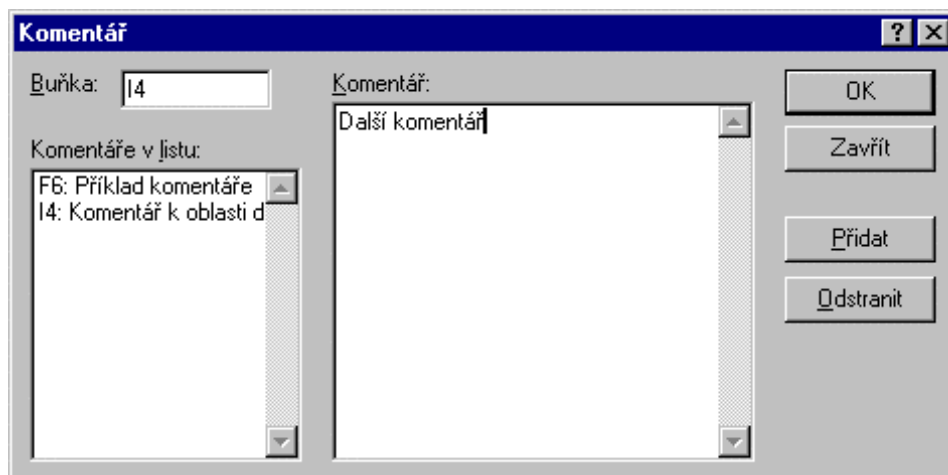 Komentář
Buňka: I4
Komentáře v listu:
F6: Příklad komentáře
I4: Komentář k oblasti d
Komentář:
Další komentář
OK
Zavřít
Přidat
Odstranit